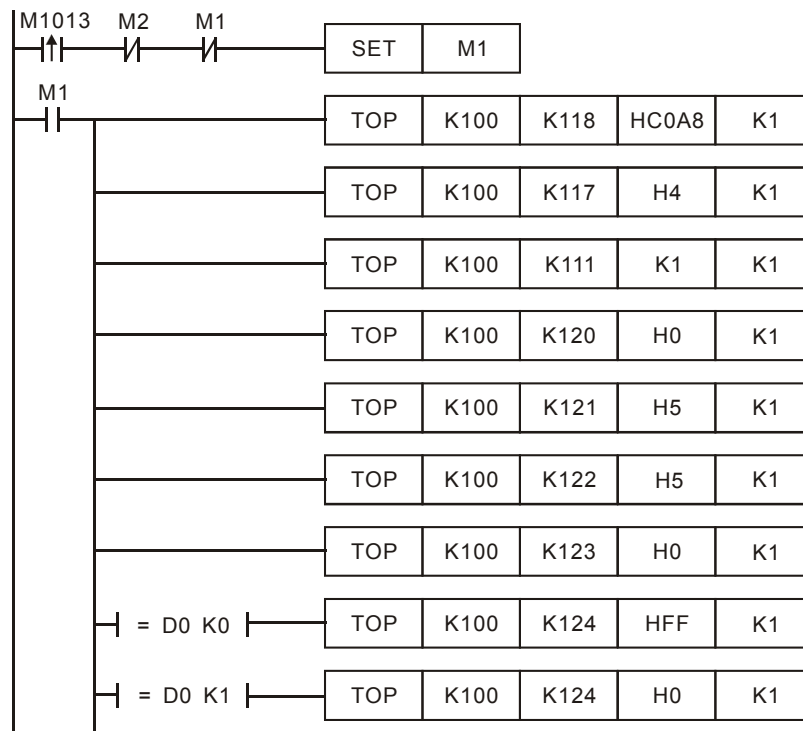 M1013 M2 M1
SET M1
M1
TOP K100 K118 HC0A8 K1
TOP K100 K117 H4 K1
TOP K100 K111 K1 K1
TOP K100 K120 H0 K1
TOP K100 K121 H5 K1
TOP K100 K122 H5 K1
TOP K100 K123 H0 K1
= D0 K0 TOP K100 K124 HFF K1
= D0 K1 TOP K100 K124 H0 K1